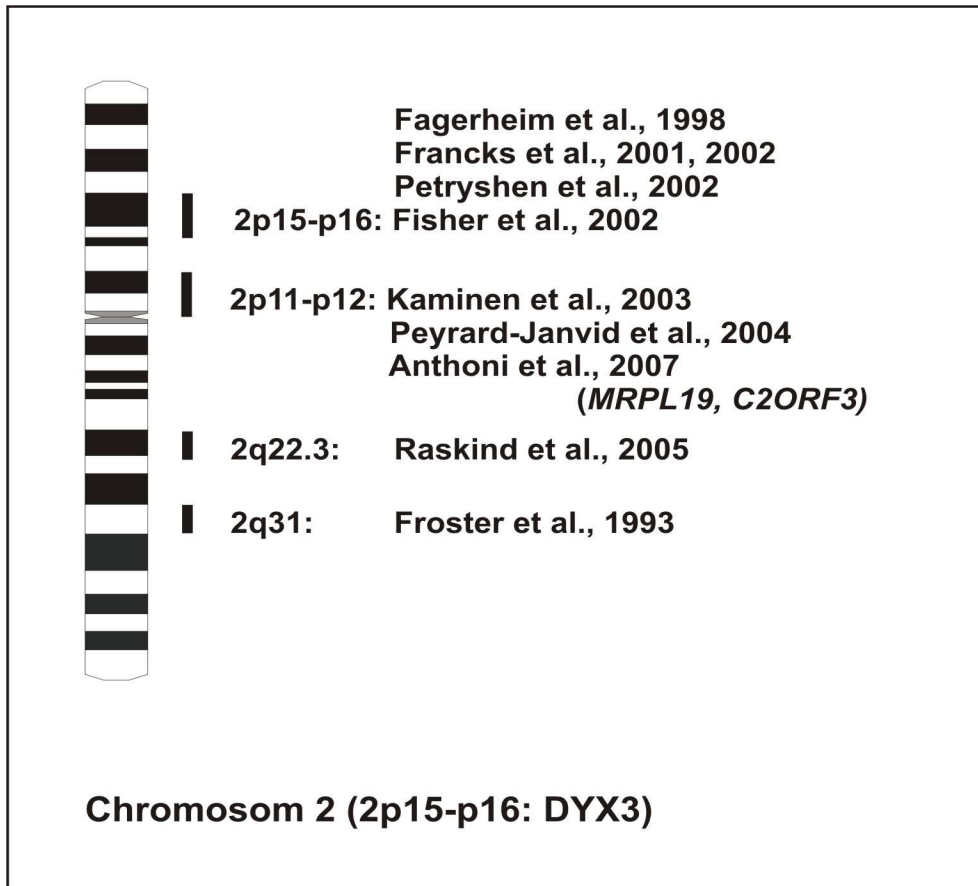 Fagerheim et al., 1998
Francks et al., 2001, 2002
Petryshen et al., 2002
2p15-p16: Fisher et al., 2002
2p11-p12: Kaminen et al., 2003
Peyrard-Janvid et al., 2004
Anthoni et al., 2007
(MRPL19, C2ORF3)
2q22.3: Raskind et al., 2005
2q31: Froster et al., 1993
Chromosom 2 (2p15-p16: DYX3)